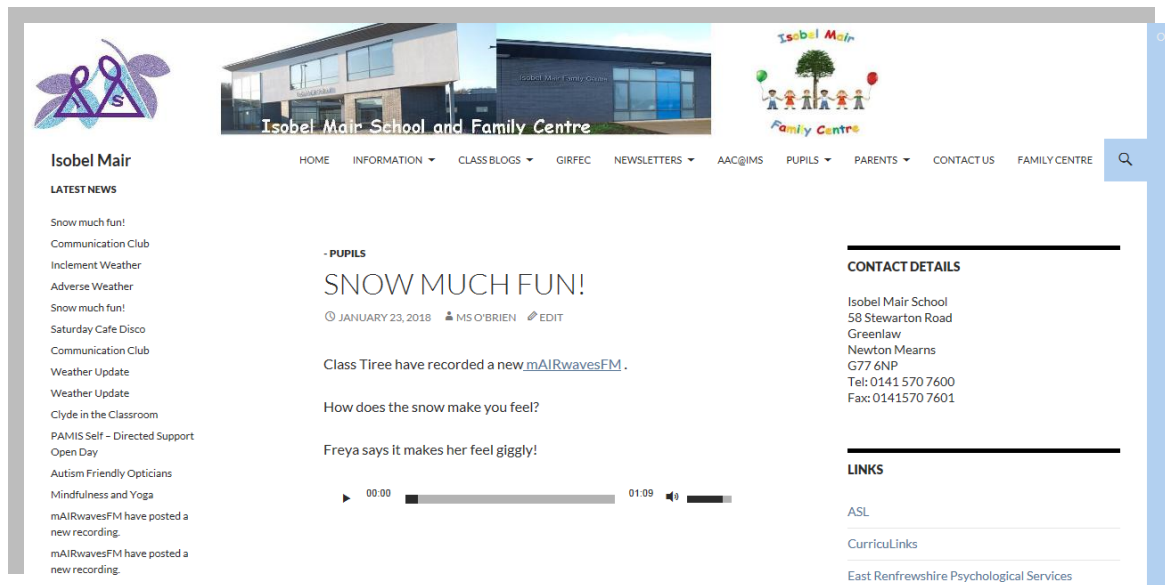 I S
Isobel Mair School and Family Centre
Isobel Mair Family Centre
Isobel Mair
Family Centre
Isobel Mair
HOME INFORMATION CLASS BLOGS GIRFEC NEWSLETTERS AAC@IMS PUPILS PARENTS CONTACT US FAMILY CENTRE
LATEST NEWS
Snow much fun!
Communication Club
Inclement Weather
Adverse Weather
Snow much fun!
Saturday Cafe Disco
Communication Club
Weather Update
Weather Update
Clyde in the Classroom
PAMIS Self – Directed Support
Open Day
Autism Friendly Opticians
Mindfulness and Yoga
mAIRwavesFM have posted a
new recording.
mAIRwavesFM have posted a
new recording.
- PUPILS
SNOW MUCH FUN!
JANUARY 23, 2018 MS O'BRIEN EDIT
Class Tiree have recorded a new mAIRwavesFM .
How does the snow make you feel?
Freya says it makes her feel giggly!
00:00 01:09
CONTACT DETAILS
Isobel Mair School
58 Stewarton Road
Greenlaw
Newton Mearns
G77 6NP
Tel: 0141 570 7600
Fax: 0141570 7601
LINKS
ASL
CurricuLinks
East Renfrewshire Psychological Services